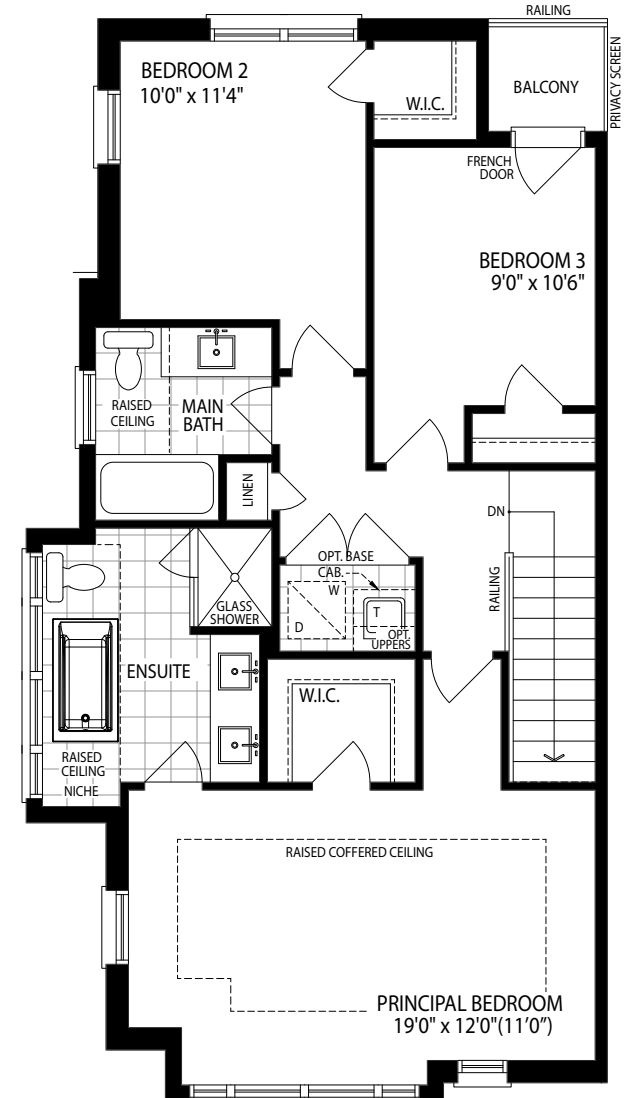 RAILING
BEDROOM 2
10'0" x 11'4"
W.I.C.
BALCONY
PRIVACY SCREEN
FRENCH
DOOR
BEDROOM 3
9'0" x 10'6"
RAISED
CEILING
MAIN
BATH
LINEN
DN
OPT. BASE
CAB.
W
D
T
OPT.
UPPERS
RAILING
GLASS
SHOWER
ENSUITE
W.I.C.
RAISED
CEILING
NICHE
RAISED COFFERED CEILING
PRINCIPAL BEDROOM
19'0" x 12'0"(11'0”)